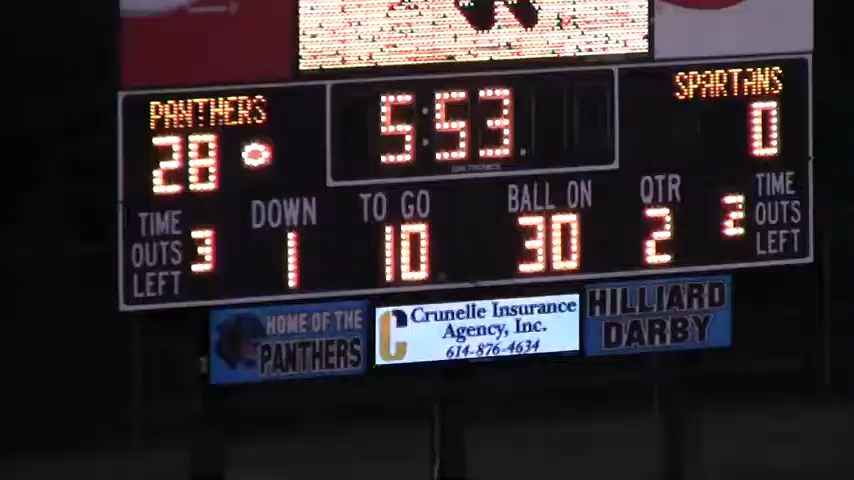 PANTHERS
28
5:53
SPARTANS
0
TIME OUTS LEFT 3
DOWN 1
TO GO 10
BALL ON 30
QTR 2
2 TIME OUTS LEFT
HOME OF THE
PANTHERS
C
Crunelle Insurance
Agency, Inc.
614-876-4634
HILLIARD
DARBY